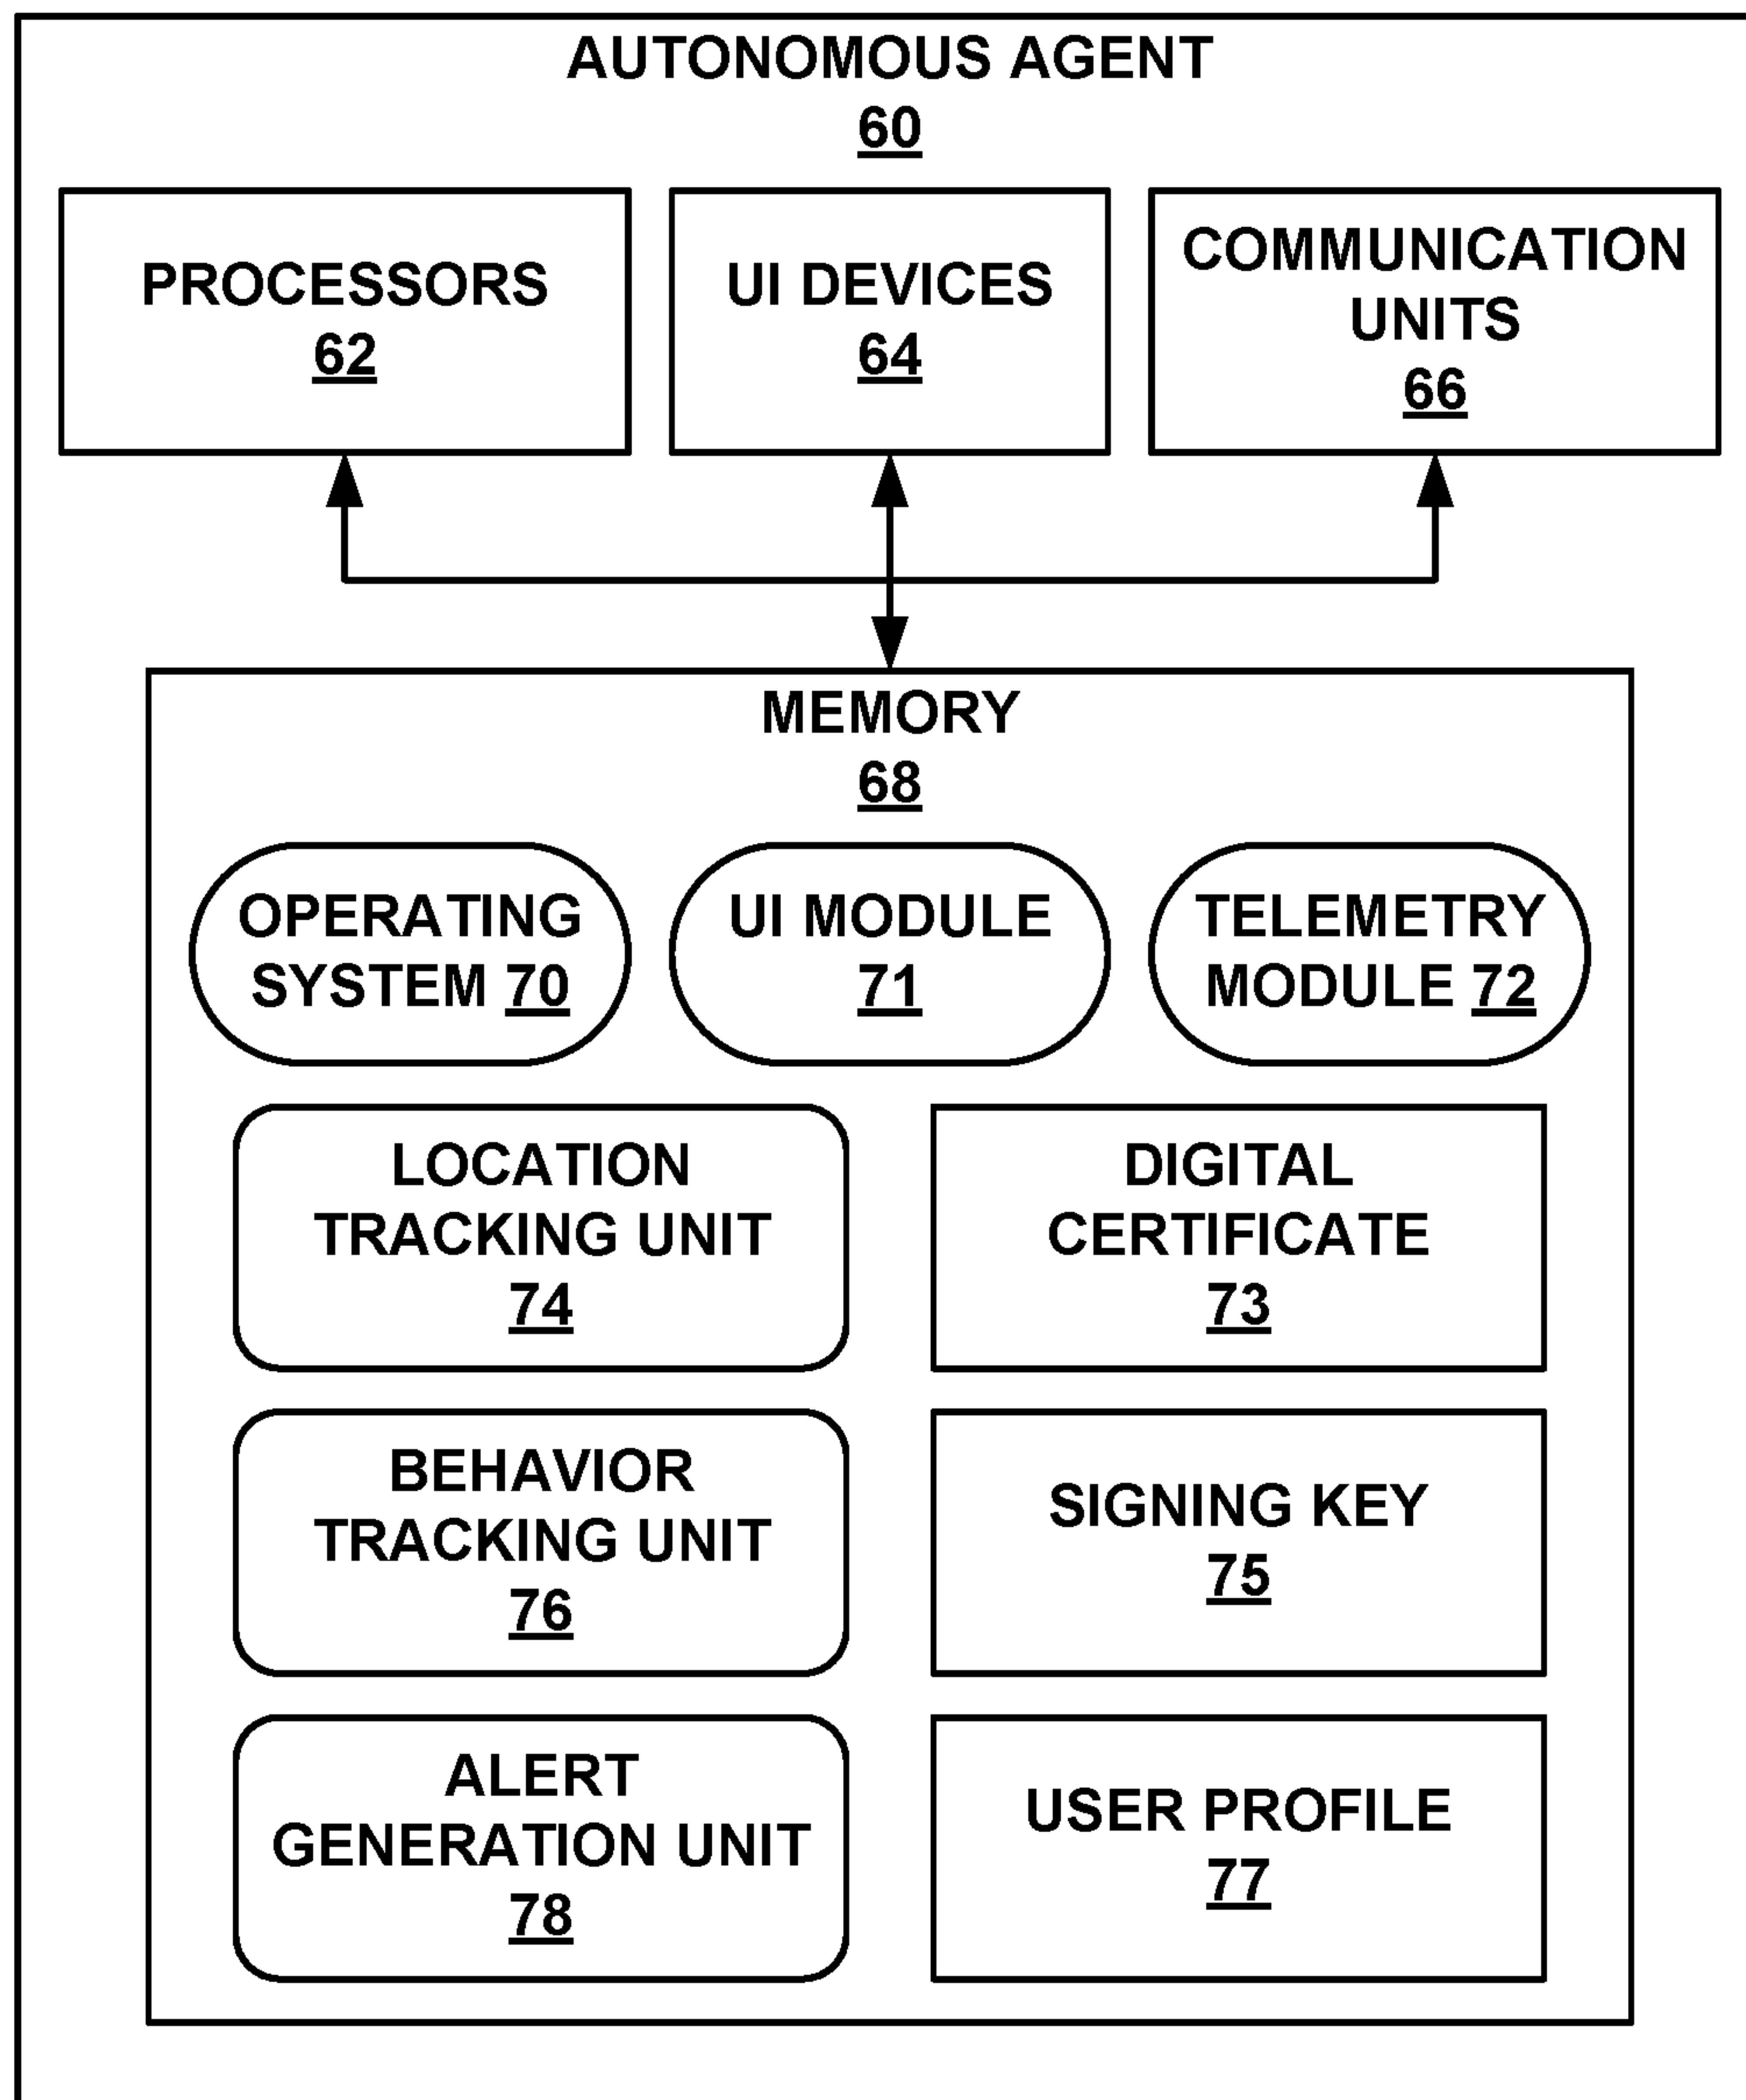 AUTONOMOUS AGENT
60
PROCESSORS
62
UI DEVICES
64
COMMUNICATION
UNITS
66
MEMORY
68
OPERATING
SYSTEM 70
UI MODULE
71
TELEMETRY
MODULE 72
LOCATION
TRACKING UNIT
74
DIGITAL
CERTIFICATE
73
BEHAVIOR
TRACKING UNIT
76
SIGNING KEY
75
ALERT
GENERATION UNIT
78
USER PROFILE
77